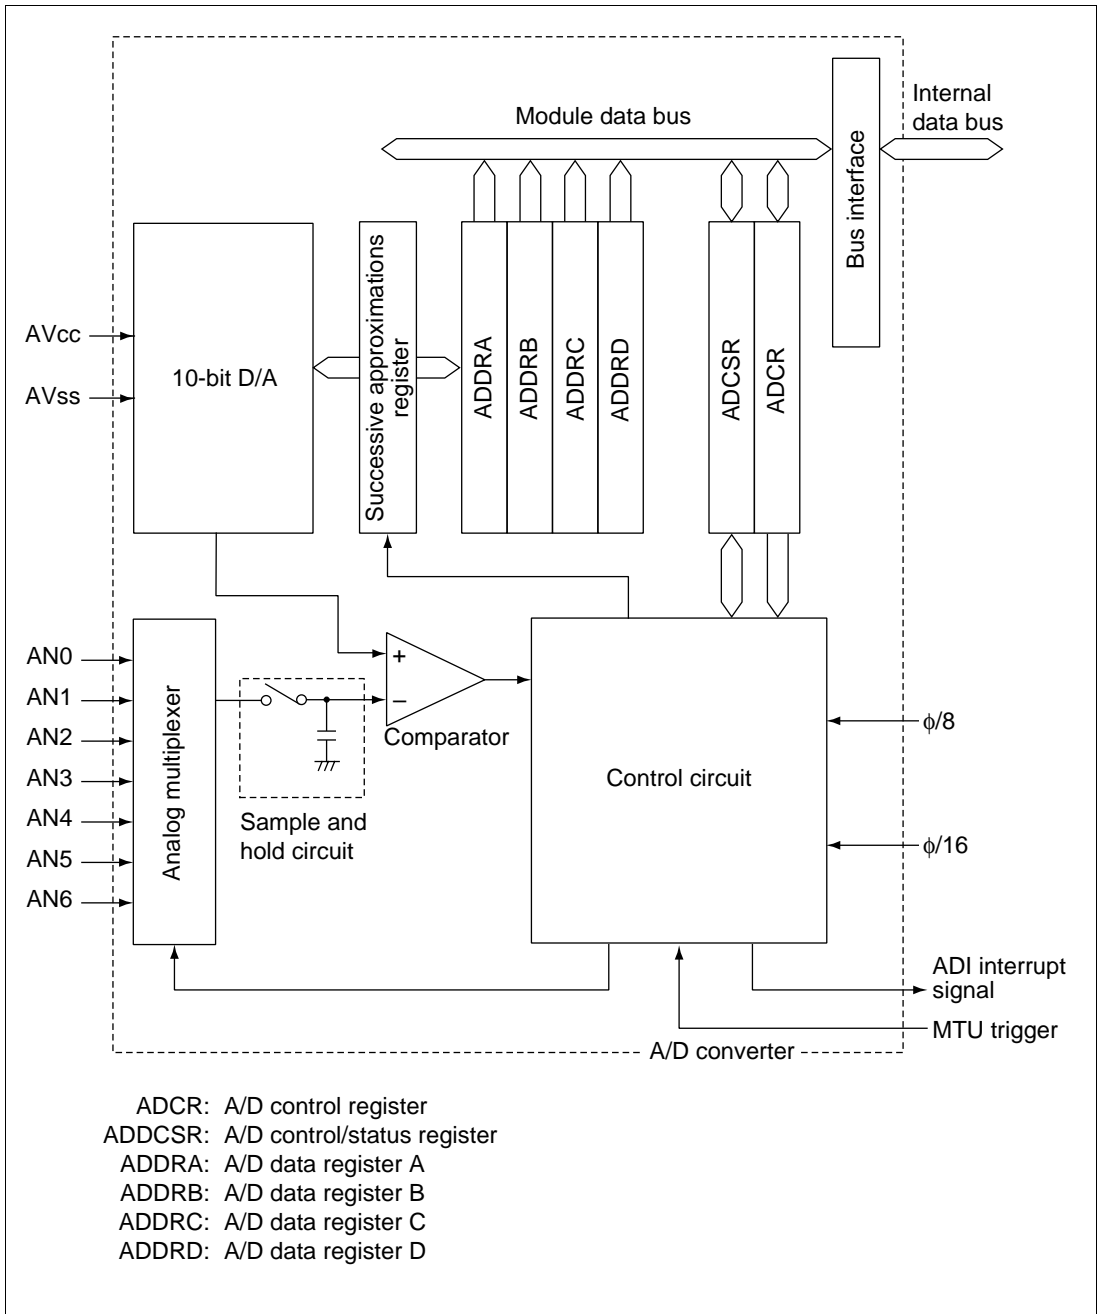 Internal
data bus
Module data bus
Bus interface
AVcc
AVss
10-bit D/A
Successive approximations
register
ADDRA
ADDRB
ADDRC
ADDRD
ADCSR
ADCR
AN0
AN1
AN2
AN3
AN4
AN5
AN6
Analog multiplexer
+
−
Comparator
Sample and
hold circuit
Control circuit
ϕ/8
ϕ/16
ADI interrupt
signal
MTU trigger
A/D converter
ADCR: A/D control register
ADDCSR: A/D control/status register
ADDRA: A/D data register A
ADDRB: A/D data register B
ADDRC: A/D data register C
ADDRD: A/D data register D